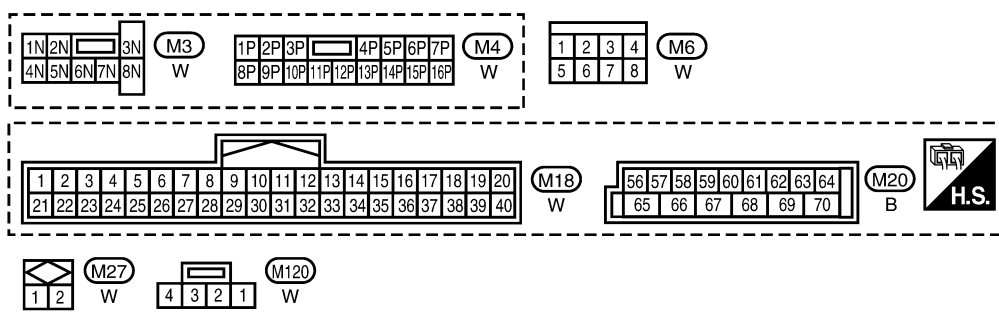 1N 2N 3N M3
4N 5N 6N 7N 8N W
1P 2P 3P 4P 5P 6P 7P M4
8P 9P 10P 11P 12P 13P 14P 15P 16P W
1 2 3 4 M6
5 6 7 8 W
1 2 3 4 5 6 7 8 9 10 11 12 13 14 15 16 17 18 19 20 M18
21 22 23 24 25 26 27 28 29 30 31 32 33 34 35 36 37 38 39 40 W
56 57 58 59 60 61 62 63 64 M20
65 66 67 68 69 70 B
H.S.
M27
1 2 W
M120
4 3 2 1 W